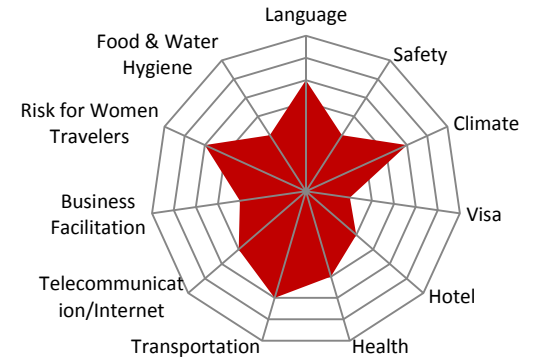 Language
Safety
Climate
Visa
Hotel
Health
Transportation
Telecommunicat
ion/Internet
Business
Facilitation
Risk for Women
Travelers
Food & Water
Hygiene